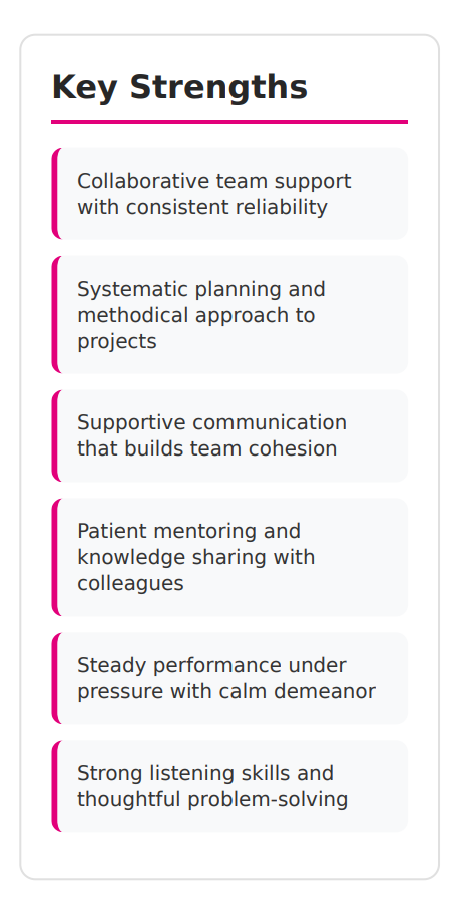 Key Strengths
Collaborative team support
with consistent reliability
Systematic planning and
methodical approach to
projects
Supportive communication
that builds team cohesion
Patient mentoring and
knowledge sharing with
colleagues
Steady performance under
pressure with calm demeanor
Strong listening skills and
thoughtful problem-solving